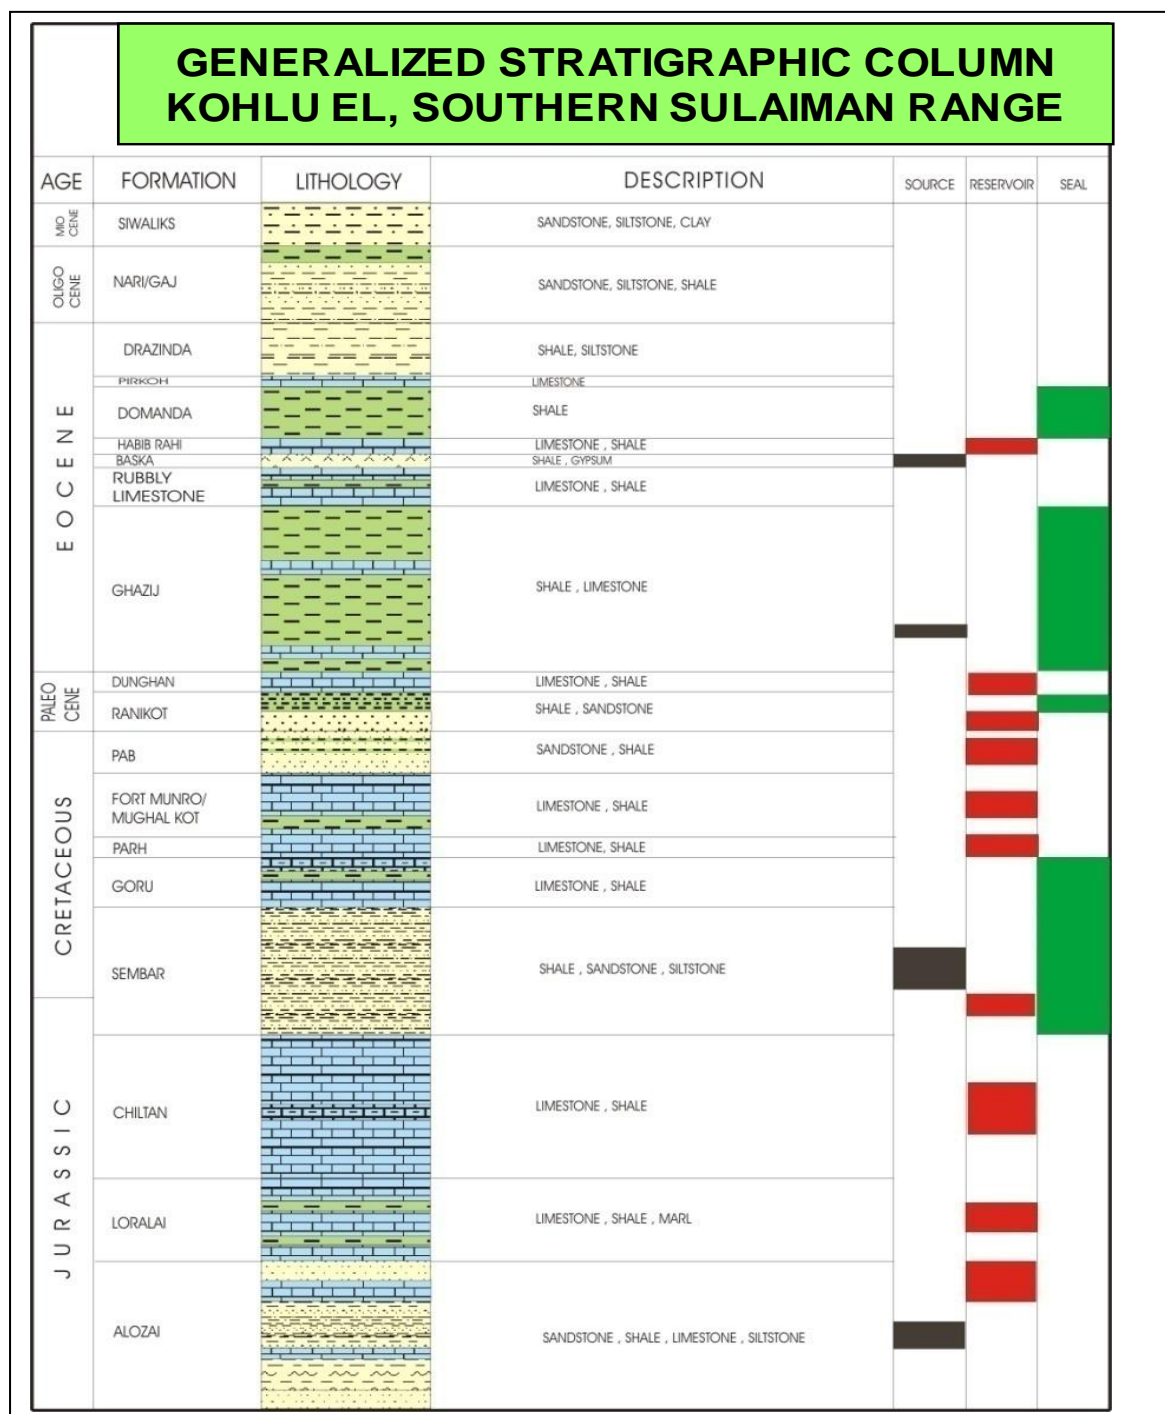 GENERALIZED STRATIGRAPHIC COLUMN
KOHLU EL, SOUTHERN SULAIMAN RANGE
AGE FORMATION LITHOLOGY DESCRIPTION SOURCE RESERVOIR SEAL
MIO
CENE
SIWALIKS SANDSTONE, SILTSTONE, CLAY
OLIGO
CENE
NARI/GAJ SANDSTONE, SILTSTONE, SHALE
EOCENE
DRAZINDA SHALE, SILTSTONE
PIRKOH LIMESTONE
DOMANDA SHALE
HABIB RAHI LIMESTONE , SHALE
BASKA SHALE , GYPSUM
RUBBLY
LIMESTONE LIMESTONE , SHALE
GHAZIJ SHALE , LIMESTONE
PALEO
CENE
DUNGHAN LIMESTONE , SHALE
RANIKOT SHALE , SANDSTONE
CRETACEOUS
PAB SANDSTONE , SHALE
FORT MUNRO/
MUGHAL KOT LIMESTONE , SHALE
PARH LIMESTONE, SHALE
GORU LIMESTONE , SHALE
SEMBAR SHALE , SANDSTONE , SILTSTONE
JURASSIC
CHILTAN LIMESTONE , SHALE
LORALAI LIMESTONE , SHALE , MARL
ALOZAI SANDSTONE , SHALE , LIMESTONE , SILTSTONE